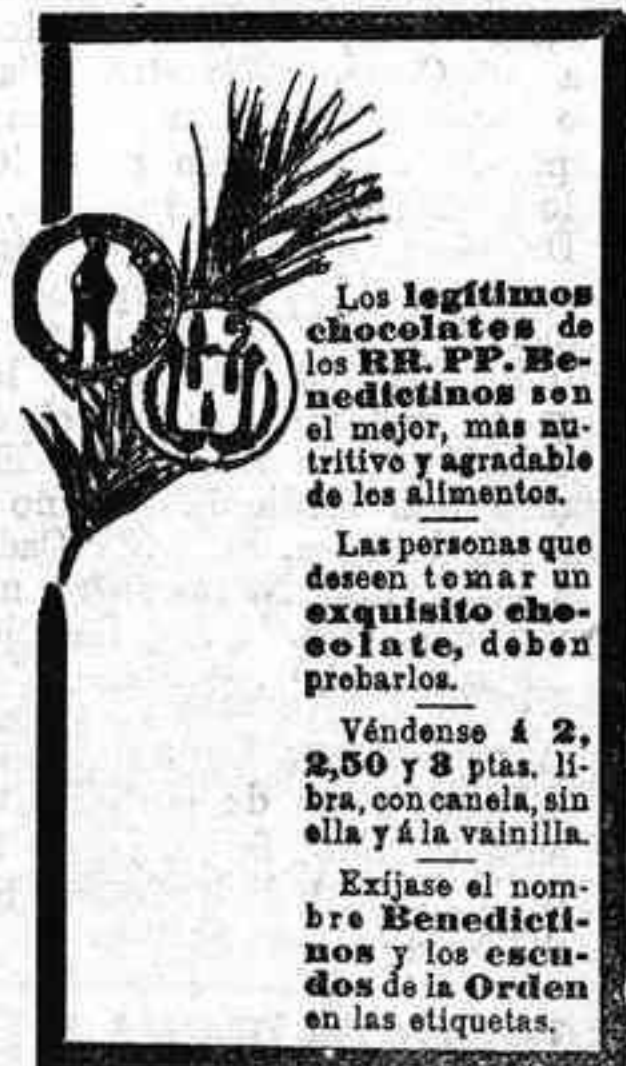 Los legítimos
chocolates de
los RR. PP. Be-
nedictinos son
el mejor, más nu-
tritivo y agradable
de los alimentos.
Las personas que
deseen tomar un
exquisito cho-
colate, deben
probarlos.
Véndense á 2,
2,50 y 3 ptas. li-
bra, con canela, sin
ella y á la vainilla.
Exíjase el nom-
bre Benedicti-
nos y los escu-
dos de la Orden
en las etiquetas.